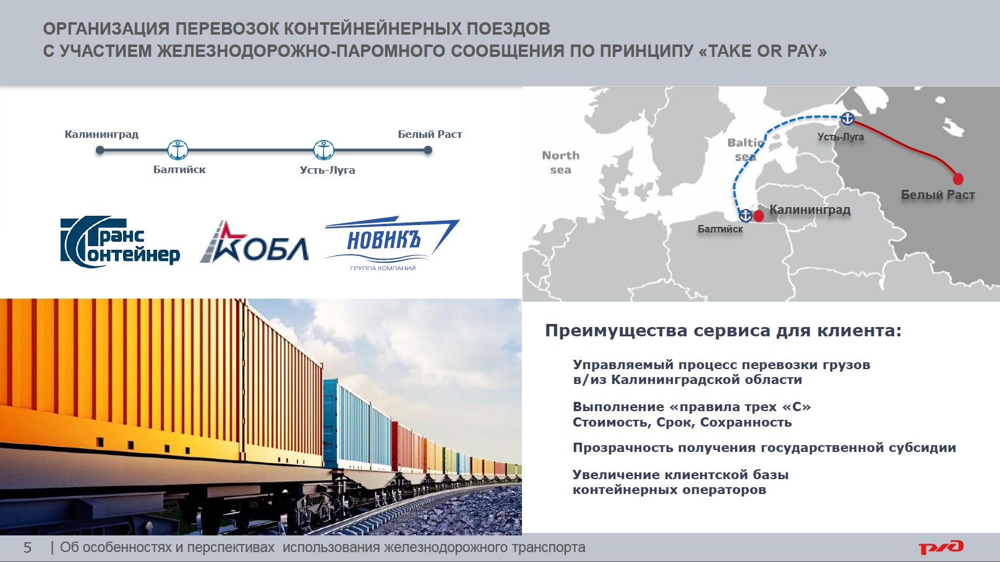 ОРГАНИЗАЦИЯ ПЕРЕВОЗОК КОНТЕЙНЕЙНЕРНЫХ ПОЕЗДОВ
С УЧАСТИЕМ ЖЕЛЕЗНОДОРОЖНО-ПАРОМНОГО СООБЩЕНИЯ ПО ПРИНЦИПУ «TAKE OR PAY»
Калининград
Белый Раст
Балтийск
Усть-Луга
Транс
Контейнер
КОБЛ
НОВИКЪ
ГРУППА КОМПАНИЙ
North
sea
Baltic
sea
Усть-Луга
Белый Раст
Калининград
Балтийск
Преимущества сервиса для клиента:
Управляемый процесс перевозки грузов
в/из Калининградской области
Выполнение «правила трех «С»
Стоимость, Срок, Сохранность
Прозрачность получения государственной субсидии
Увеличение клиентской базы
контейнерных операторов
5 | Об особенностях и перспективах использования железнодорожного транспорта
ржд